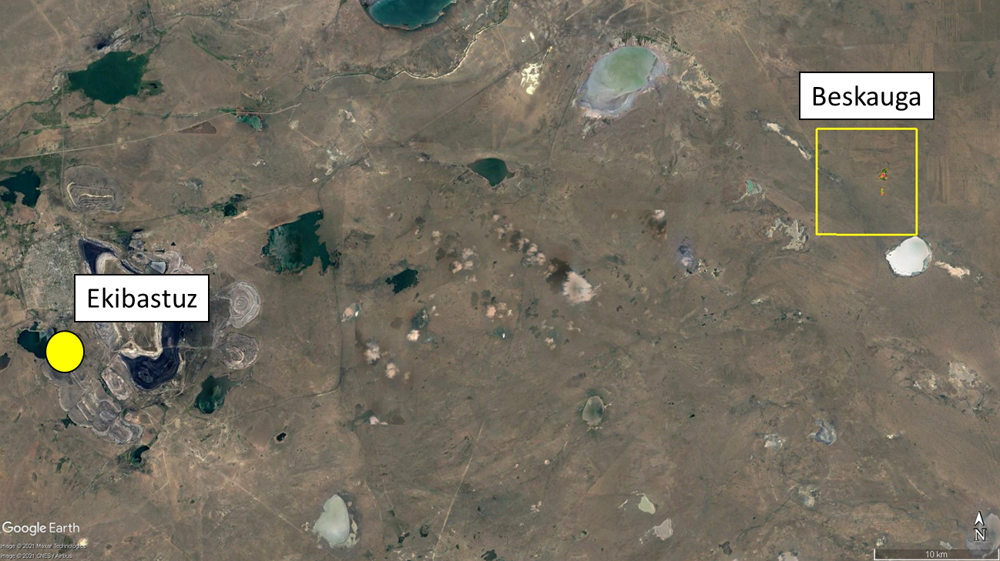 Beskauga
Ekibastuz
Google Earth
Image © 2021 Maxar Technologies
Image © 2021 CNES / Airbus
N
10 km